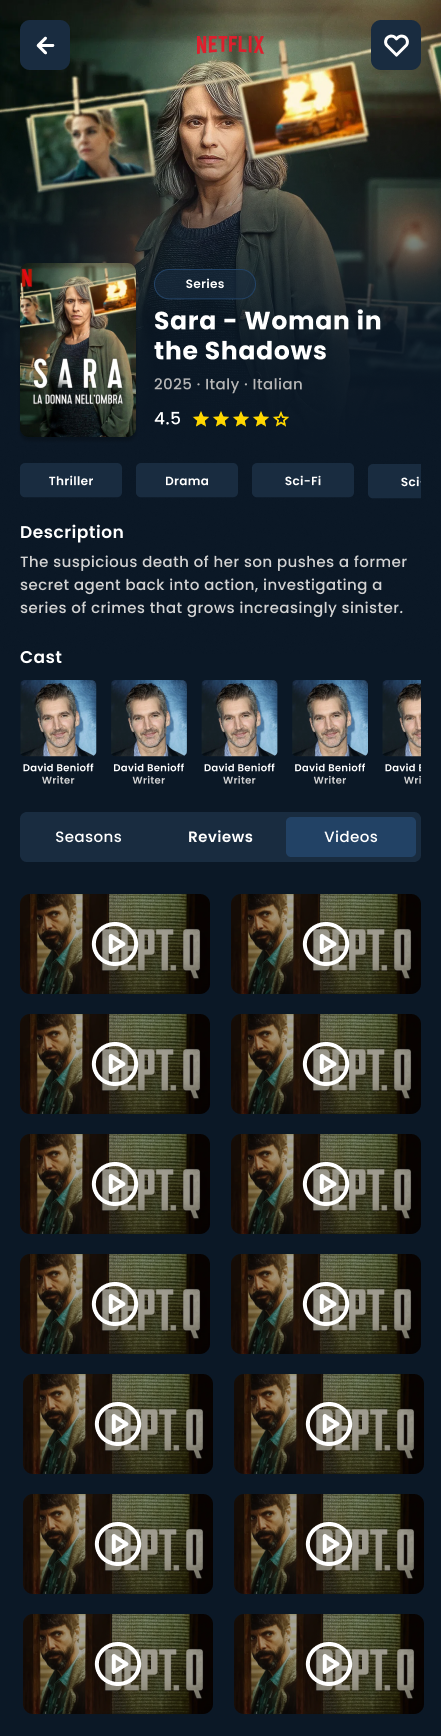 NETFLIX
Series
N
Sara - Woman in
the Shadows
2025 · Italy · Italian
SARA
LA DONNA NELL'OMBRA
4.5
Thriller Drama Sci-Fi Sci-
Description
The suspicious death of her son pushes a former
secret agent back into action, investigating a
series of crimes that grows increasingly sinister.
Cast
David Benioff David Benioff David Benioff David Benioff David
Writer Writer Writer Writer Wri
Seasons Reviews Videos
DEPT. Q DEPT. Q
DEPT. Q DEPT. Q
DEPT. Q DEPT. Q
DEPT. Q DEPT. Q
DEPT. Q DEPT. Q
DEPT. Q DEPT. Q
DEPT. Q DEPT. Q